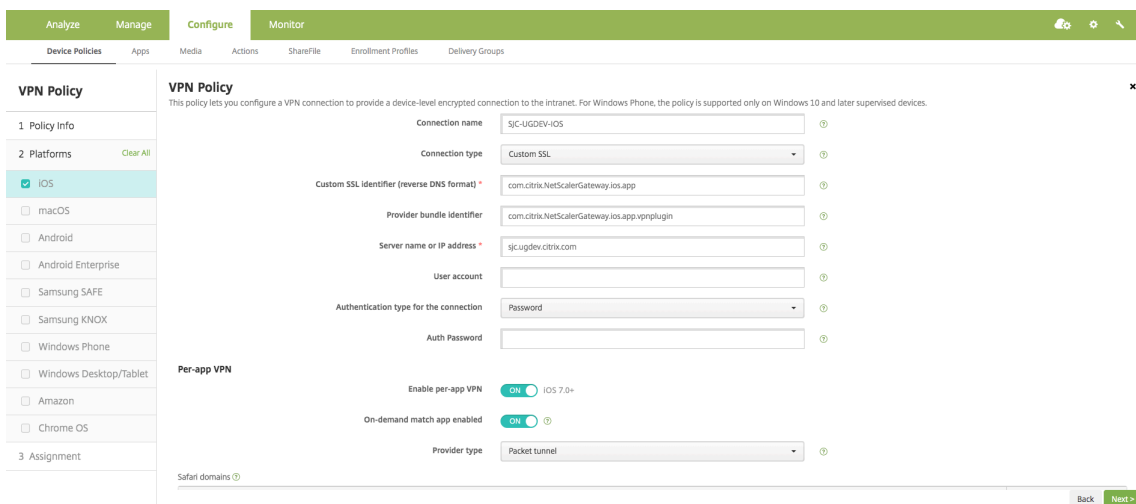 Analyze Manage Configure Monitor
Device Policies Apps Media Actions ShareFile Enrollment Profiles Delivery Groups
VPN Policy
1 Policy Info
2 Platforms Clear All
iOS
macOS
Android
Android Enterprise
Samsung SAFE
Samsung KNOX
Windows Phone
Windows Desktop/Tablet
Amazon
Chrome OS
3 Assignment
VPN Policy
This policy lets you configure a VPN connection to provide a device-level encrypted connection to the intranet. For Windows Phone, the policy is supported only on Windows 10 and later supervised devices.
Connection name SJC-UGDEV-IOS
Connection type Custom SSL
Custom SSL identifier (reverse DNS format) * com.citrix.NetScalerGateway.ios.app
Provider bundle identifier com.citrix.NetScalerGateway.ios.app.vpnplugin
Server name or IP address * sjc.ugdev.citrix.com
User account
Authentication type for the connection Password
Auth Password
Per-app VPN
Enable per-app VPN ON iOS 7.0+
On-demand match app enabled ON
Provider type Packet tunnel
Safari domains
Back Next >